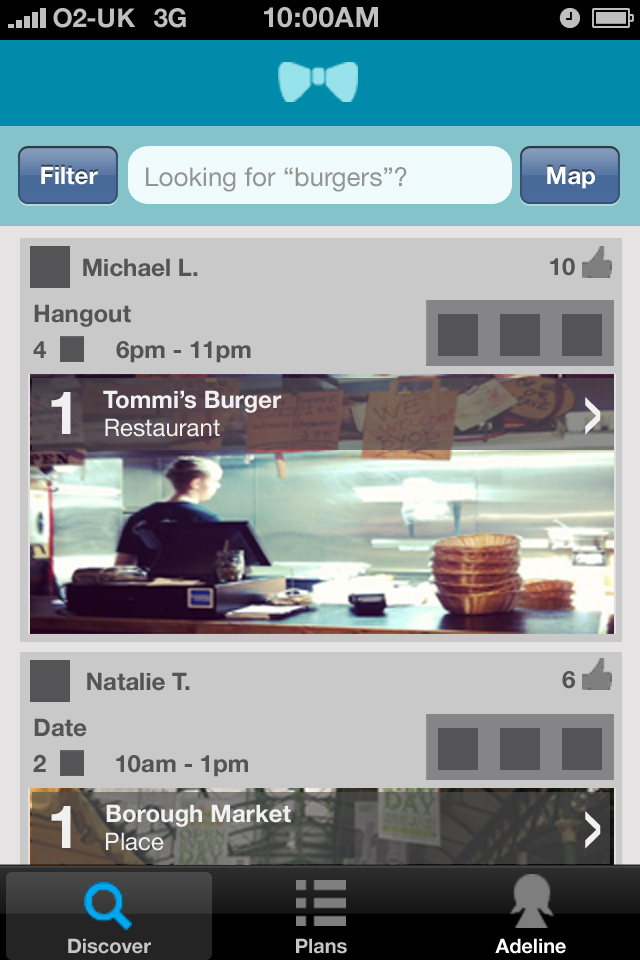 O2-UK 3G 10:00AM
Filter
Looking for “burgers”?
Map
Michael L.
10
Hangout
4
6pm - 11pm
1
Tommi’s Burger
Restaurant
Natalie T.
6
Date
2
10am - 1pm
1
Borough Market
Place
DAY
Discover
Plans
Adeline